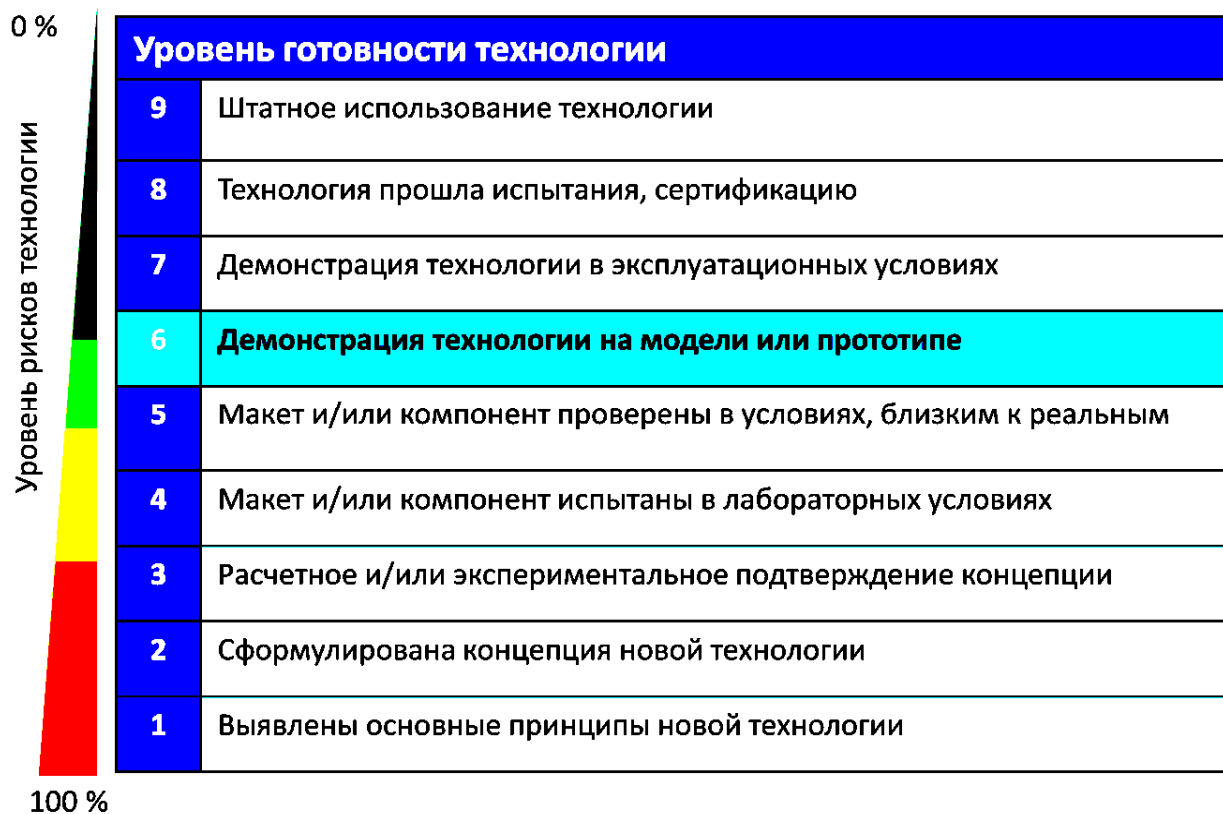 0 %
Уровень рисков технологии
Уровень готовности технологии
9 Штатное использование технологии
8 Технология прошла испытания, сертификацию
7 Демонстрация технологии в эксплуатационных условиях
6 Демонстрация технологии на модели или прототипе
5 Макет и/или компонент проверены в условиях, близким к реальным
4 Макет и/или компонент испытаны в лабораторных условиях
3 Расчетное и/или экспериментальное подтверждение концепции
2 Сформулирована концепция новой технологии
1 Выявлены основные принципы новой технологии
100 %